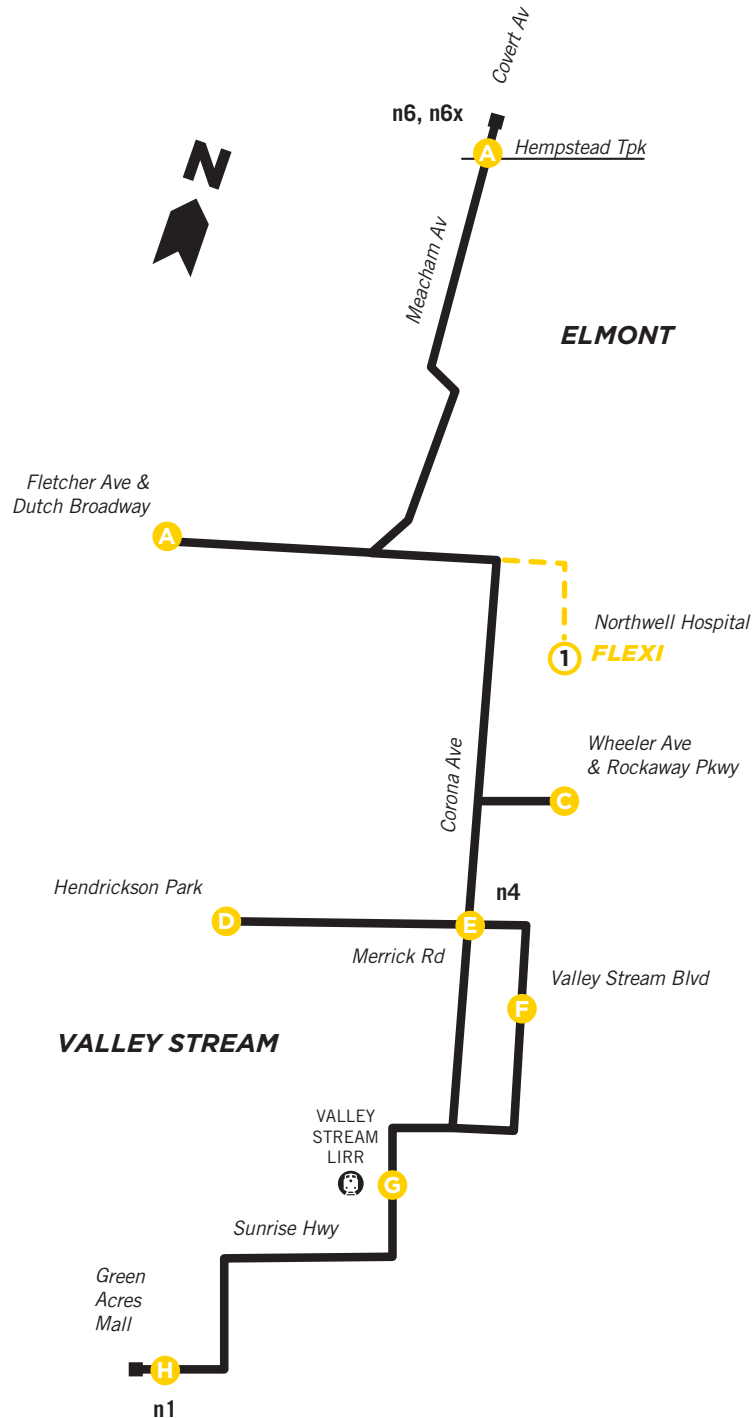 Covert Av
n6, n6x
A
Hempstead Tpk
N
Meacham Av
ELMONT
Fletcher Ave &
Dutch Broadway
A
Northwell Hospital
1
FLEXI
Wheeler Ave
& Rockaway Pkwy
C
Corona Ave
Hendrickson Park
D
n4
E
Merrick Rd
Valley Stream Blvd
F
VALLEY STREAM
VALLEY
STREAM
LIRR
G
Sunrise Hwy
Green
Acres
Mall
H
n1